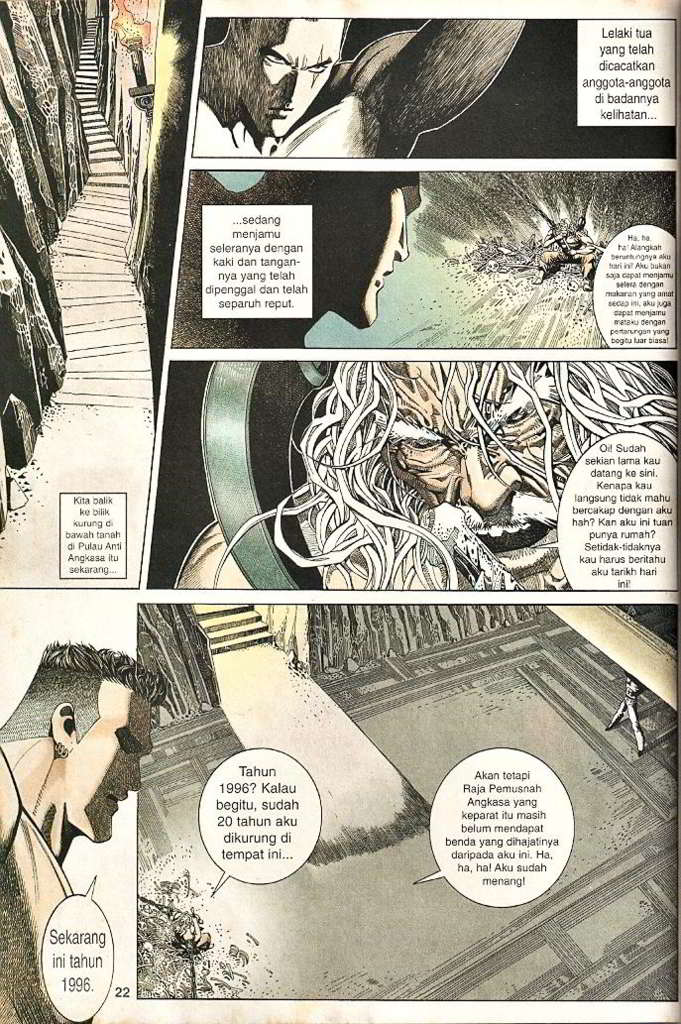 Kita balik
ke bilik
kurung di
bawah tanah
di Pulau Anti
Angkasa itu
sekarang...
Lelaki tua
yang telah
dicacatkan
anggota-anggota
di badannya
kelihatan...
...sedang
menjamu
seleranya dengan
kaki dan tangan-
nya yang telah
dipenggal dan telah
separuh reput.
Ha, ha,
ha! Alangkah
beruntungnya aku
hari ini! Aku bukan
saja dapat menjamu
selera dengan
makanan yang amat
sedap ini, aku juga
dapat menjamu
mataku dengan
pertarungan yang
begitu luar biasa!
Oi! Sudah
sekian lama kau
datang ke sini.
Kenapa kau
langsung tidak mahu
bercakap dengan aku
hah? Kan aku ini tuan
punya rumah?
Setidak-tidaknya
kau harus beritahu
aku tarikh hari
ini!
Sekarang
ini tahun
1996.
Tahun
1996? Kalau
begitu, sudah
20 tahun aku
dikurung di
tempat ini...
Akan tetapi
Raja Pemusnah
Angkasa yang
keparat itu masih
belum mendapat
benda yang dihajatinya
daripada aku ini. Ha,
ha, ha! Aku sudah
menang!
22